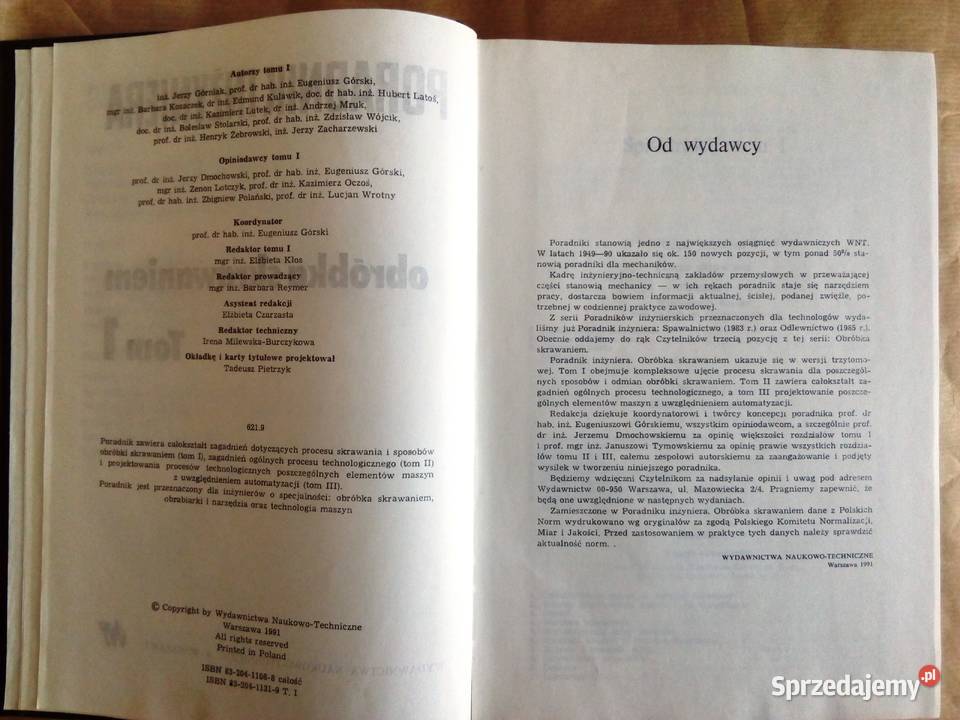 Autorzy tomu I
inż. Jerzy Górniak, prof. dr hab. inż. Eugeniusz Górski,
mgr inż. Barbara Kozaczek, dr inż. Edmund Kulawik, doc. dr hab. inż. Hubert Latoś,
doc. dr inż. Kazimierz Lutek, dr inż. Andrzej Mruk,
doc. dr inż. Bolesław Stolarski, prof. dr hab. inż. Zdzisław Wójcik,
prof. dr inż. Henryk Żebrowski, inż. Jerzy Zacharzewski
Opiniodawcy tomu I
prof. dr inż. Jerzy Dmochowski, prof. dr hab. inż. Eugeniusz Górski,
mgr inż. Zenon Lotczyk, prof. dr inż. Kazimierz Oczoś,
prof. dr hab. inż. Zbigniew Polański, prof. dr inż. Lucjan Wrotny
Koordynator
prof. dr hab. inż. Eugeniusz Górski
Redaktor tomu I
mgr inż. Elżbieta Klos
Redaktor prowadzący
mgr inż. Barbara Reymer
Asystent redakcji
Elżbieta Czarzasta
Redaktor techniczny
Irena Milewska-Burczykowa
Okładkę i karty tytułowe projektował
Tadeusz Pietrzyk
621.9
Poradnik zawiera całokształt zagadnień dotyczących procesu skrawania i sposobów
obróbki skrawaniem (tom I), zagadnień ogólnych procesu technologicznego (tom II)
i projektowania procesów technologicznych poszczególnych elementów maszyn
z uwzględnieniem automatyzacji (tom III).
Poradnik jest przeznaczony dla inżynierów o specjalności: obróbka skrawaniem,
obrabiarki i narzędzia oraz technologia maszyn
© Copyright by Wydawnictwa Naukowo-Techniczne
Warszawa 1991
All rights reserved
Printed in Poland
ISBN 83-204-1108-8 całość
ISBN 83-204-1131-9 T. 1
Od wydawcy
Poradniki stanowią jedno z największych osiągnięć wydawniczych WNT.
W latach 1949—90 ukazało się ok. 150 nowych pozycji, w tym ponad 50% sta-
nowią poradniki dla mechaników.
Kadrę inżynieryjno-techniczną zakładów przemysłowych w przeważającej
części stanowią mechanicy — w ich rękach poradnik staje się narzędziem
pracy, dostarcza bowiem informacji aktualnej, ścisłej, podanej zwięźle, po-
trzebnej w codziennej praktyce zawodowej.
Z serii Poradników inżynierskich przeznaczonych dla technologów wyda-
liśmy już Poradnik inżyniera: Spawalnictwo (1983 r.) oraz Odlewnictwo (1985 r.).
Obecnie oddajemy do rąk Czytelników trzecią pozycję z tej serii: Obróbka
skrawaniem.
Poradnik inżyniera. Obróbka skrawaniem ukazuje się w wersji trzytomo-
wej. Tom I obejmuje kompleksowe ujęcie procesu skrawania dla poszczegól-
nych sposobów i odmian obróbki skrawaniem. Tom II zawiera całokształt za-
gadnień ogólnych procesu technologicznego, a tom III projektowanie poszcze-
gólnych elementów maszyn z uwzględnieniem automatyzacji.
Redakcja dziękuje koordynatorowi i twórcy koncepcji poradnika prof. dr
hab. inż. Eugeniuszowi Górskiemu, wszystkim opiniodawcom, a szczególnie prof.
dr inż. Jerzemu Dmochowskiemu za opinię większości rozdziałów tomu I
i prof. mgr inż. Januszowi Tymowskiemu za opinię prawie wszystkich rozdzia-
łów tomu II i III, całemu zespołowi autorskiemu za zaangażowanie i podjęty
wysiłek w tworzeniu niniejszego poradnika.
Będziemy wdzięczni Czytelnikom za nadsyłanie opinii i uwag pod adresem
Wydawnictw 00-950 Warszawa, ul. Mazowiecka 2/4. Pragniemy zapewnić, że
będą one uwzględnione w następnych wydaniach.
Zamieszczone w Poradniku inżyniera. Obróbka skrawaniem dane z Polskich
Norm wydrukowano wg oryginałów za zgodą Polskiego Komitetu Normalizacji,
Miar i Jakości. Przed zastosowaniem w praktyce tych danych należy sprawdzić
aktualność norm. .
WYDAWNICTWA NAUKOWO-TECHNICZNE
Warszawa 1991
Sprzedajemy.pl